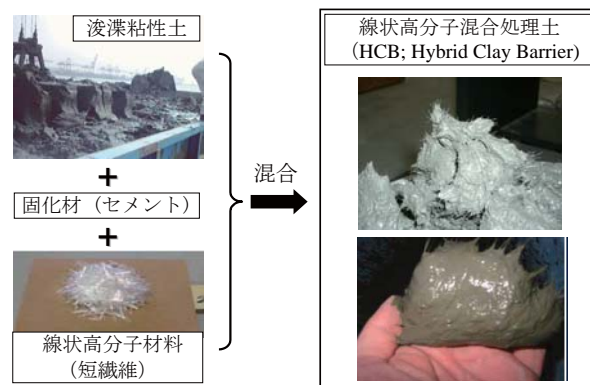 浚渫粘性土
+
固化材（セメント）
+
線状高分子材料
（短繊維）
混合
線状高分子混合処理土
（HCB; Hybrid Clay Barrier)